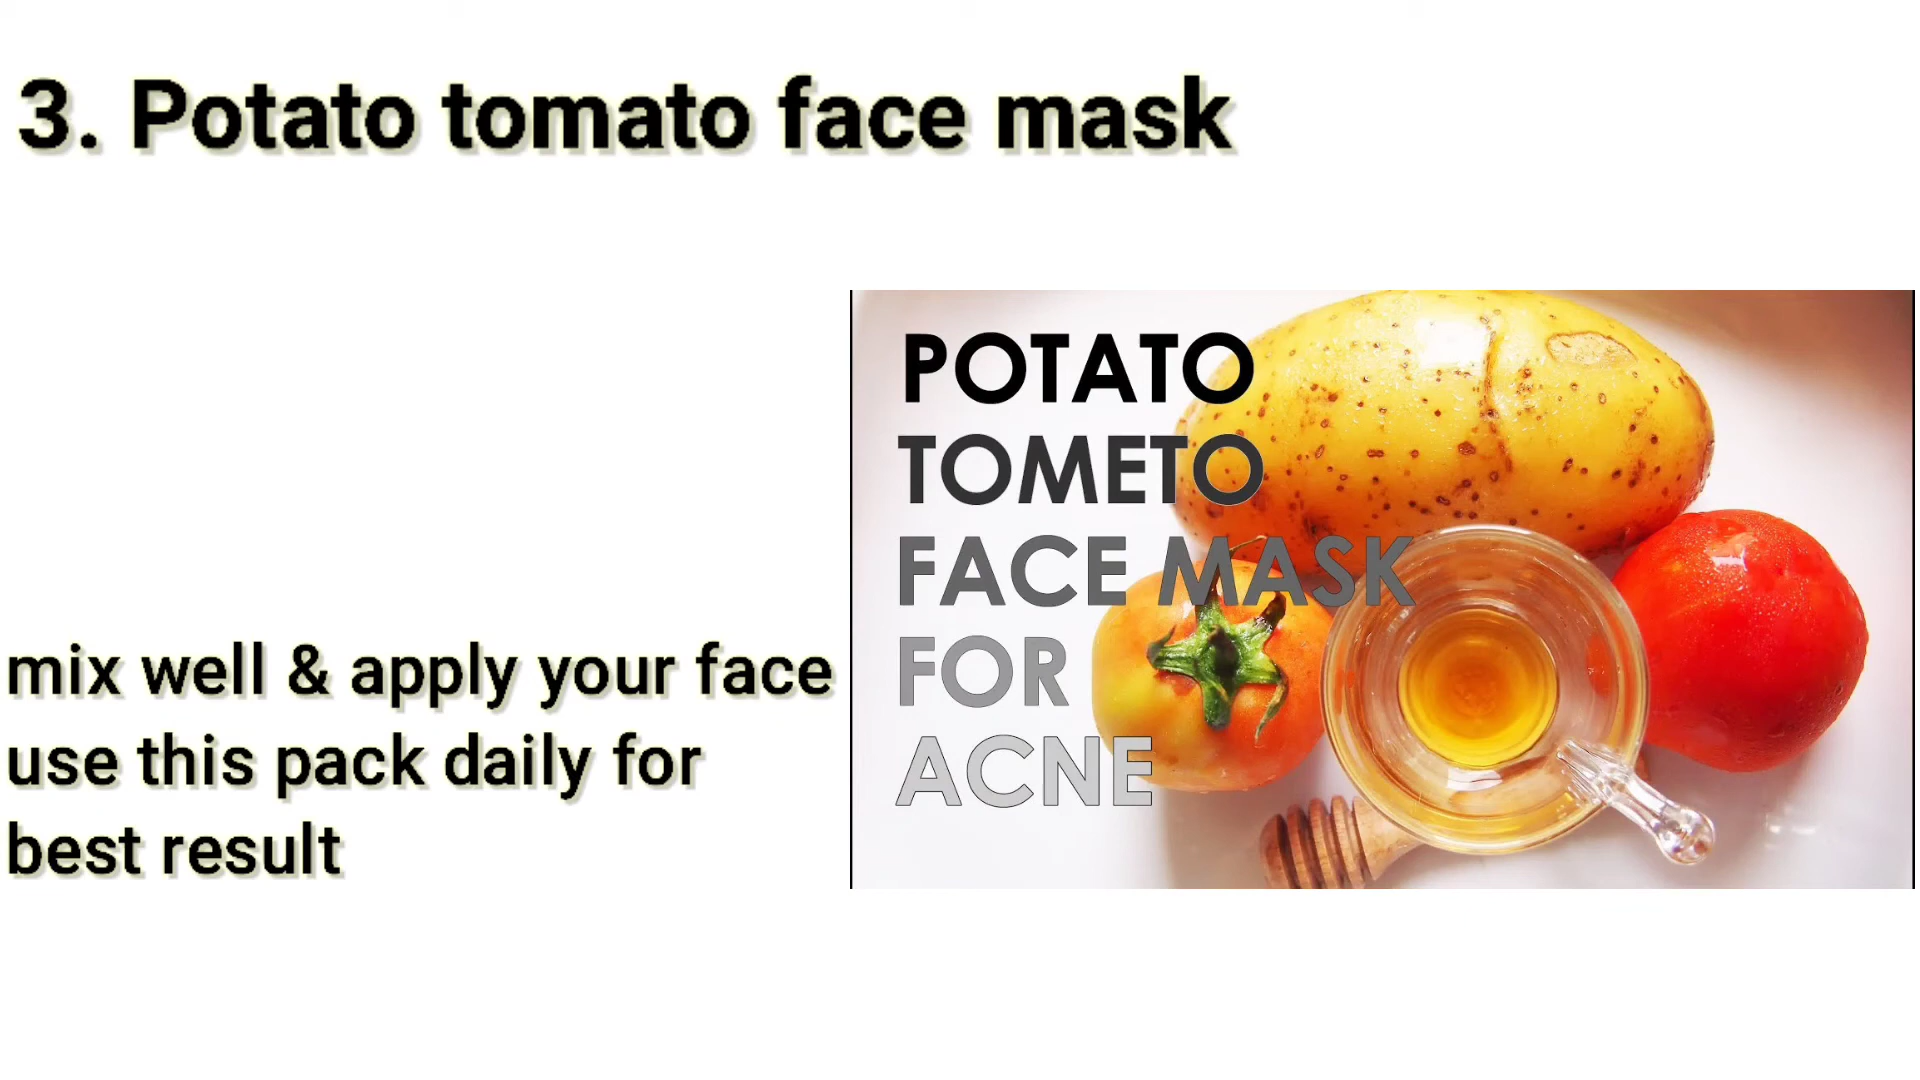 3. Potato tomato face mask
POTATO
TOMETO
FACE MASK
FOR
ACNE
mix well & apply your face
use this pack daily for
best result